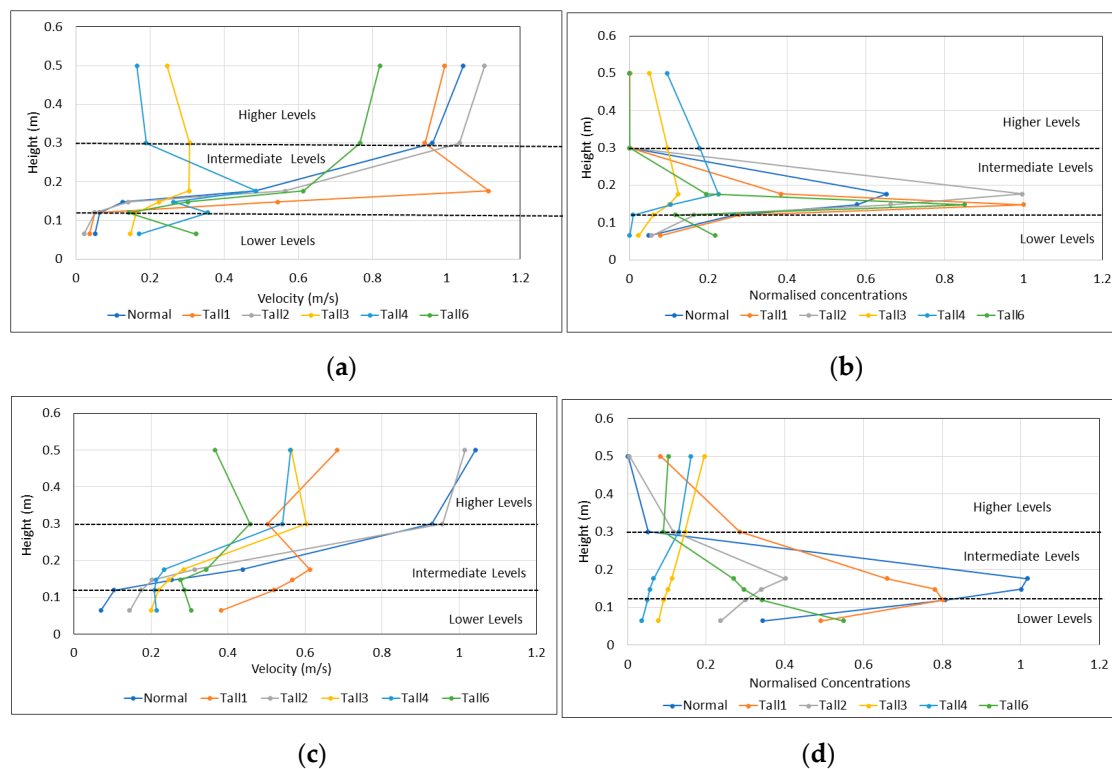 0.6
0.5
0.4
0.3
0.2
0.1
0
Height (m)
Higher Levels
Intermediate Levels
Lower Levels
0 0.2 0.4 0.6 0.8 1 1.2
Velocity (m/s)
Normal Tall1 Tall2 Tall3 Tall4 Tall6
(a)
0.6
0.5
0.4
0.3
0.2
0.1
0
Height (m)
Higher Levels
Intermediate Levels
Lower Levels
0 0.2 0.4 0.6 0.8 1 1.2
Normalised concentrations
Normal Tall1 Tall2 Tall3 Tall4 Tall6
(b)
0.6
0.5
0.4
0.3
0.2
0.1
0
Height (m)
Higher Levels
Intermediate Levels
Lower Levels
0 0.2 0.4 0.6 0.8 1 1.2
Velocity (m/s)
Normal Tall1 Tall2 Tall3 Tall4 Tall6
(c)
0.6
0.5
0.4
0.3
0.2
0.1
0
Height (m)
Higher Levels
Intermediate Levels
Lower Levels
0 0.2 0.4 0.6 0.8 1 1.2
Normalised Concentrations
Normal Tall1 Tall2 Tall3 Tall4 Tall6
(d)